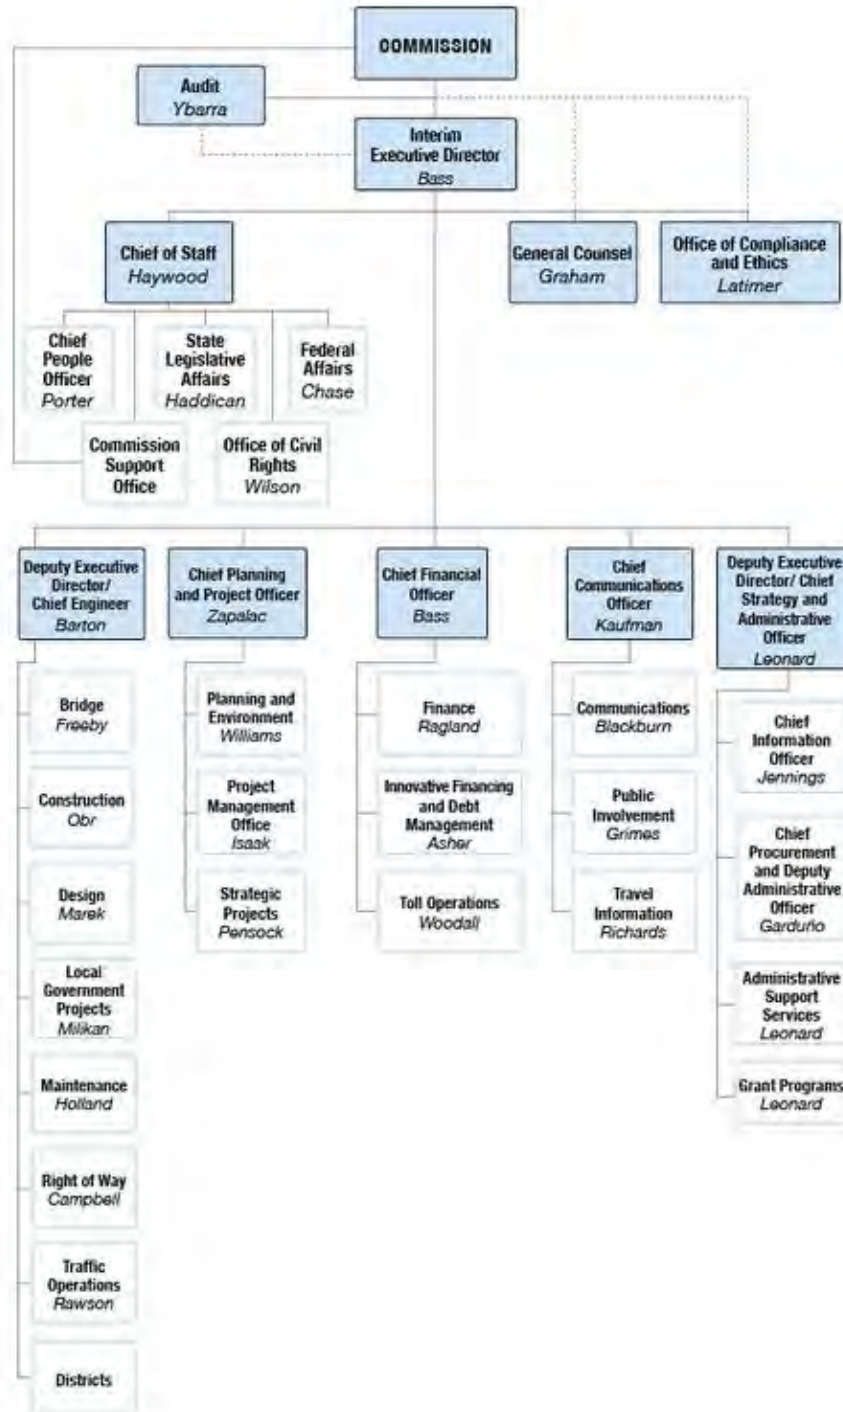 COMMISSION
Audit
Ybarra
Interim
Executive Director
Bass
Chief of Staff
Haywood
General Counsel
Graham
Office of Compliance
and Ethics
Latimer
Chief
People
Officer
Porter
State
Legislative
Affairs
Haddican
Federal
Affairs
Chase
Commission
Support
Office
Office of Civil
Rights
Wilson
Deputy Executive
Director/
Chief Engineer
Barton
Chief Planning
and Project Officer
Zapalac
Chief Financial
Officer
Bass
Chief
Communications
Officer
Kaufman
Deputy Executive
Director/ Chief
Strategy and
Administrative
Officer
Leonard
Bridge
Freeby
Construction
Obr
Design
Marek
Local
Government
Projects
Milikan
Maintenance
Holland
Right of Way
Campbell
Traffic
Operations
Rawson
Districts
Planning and
Environment
Williams
Project
Management
Office
Isaak
Strategic
Projects
Pensock
Finance
Ragland
Innovative Financing
and Debt
Management
Asher
Toll Operations
Woodall
Communications
Blackburn
Public
Involvement
Grimes
Travel
Information
Richards
Chief
Information
Officer
Jennings
Chief
Procurement
and Deputy
Administrative
Officer
Garduño
Administrative
Support
Services
Leonard
Grant Programs
Leonard